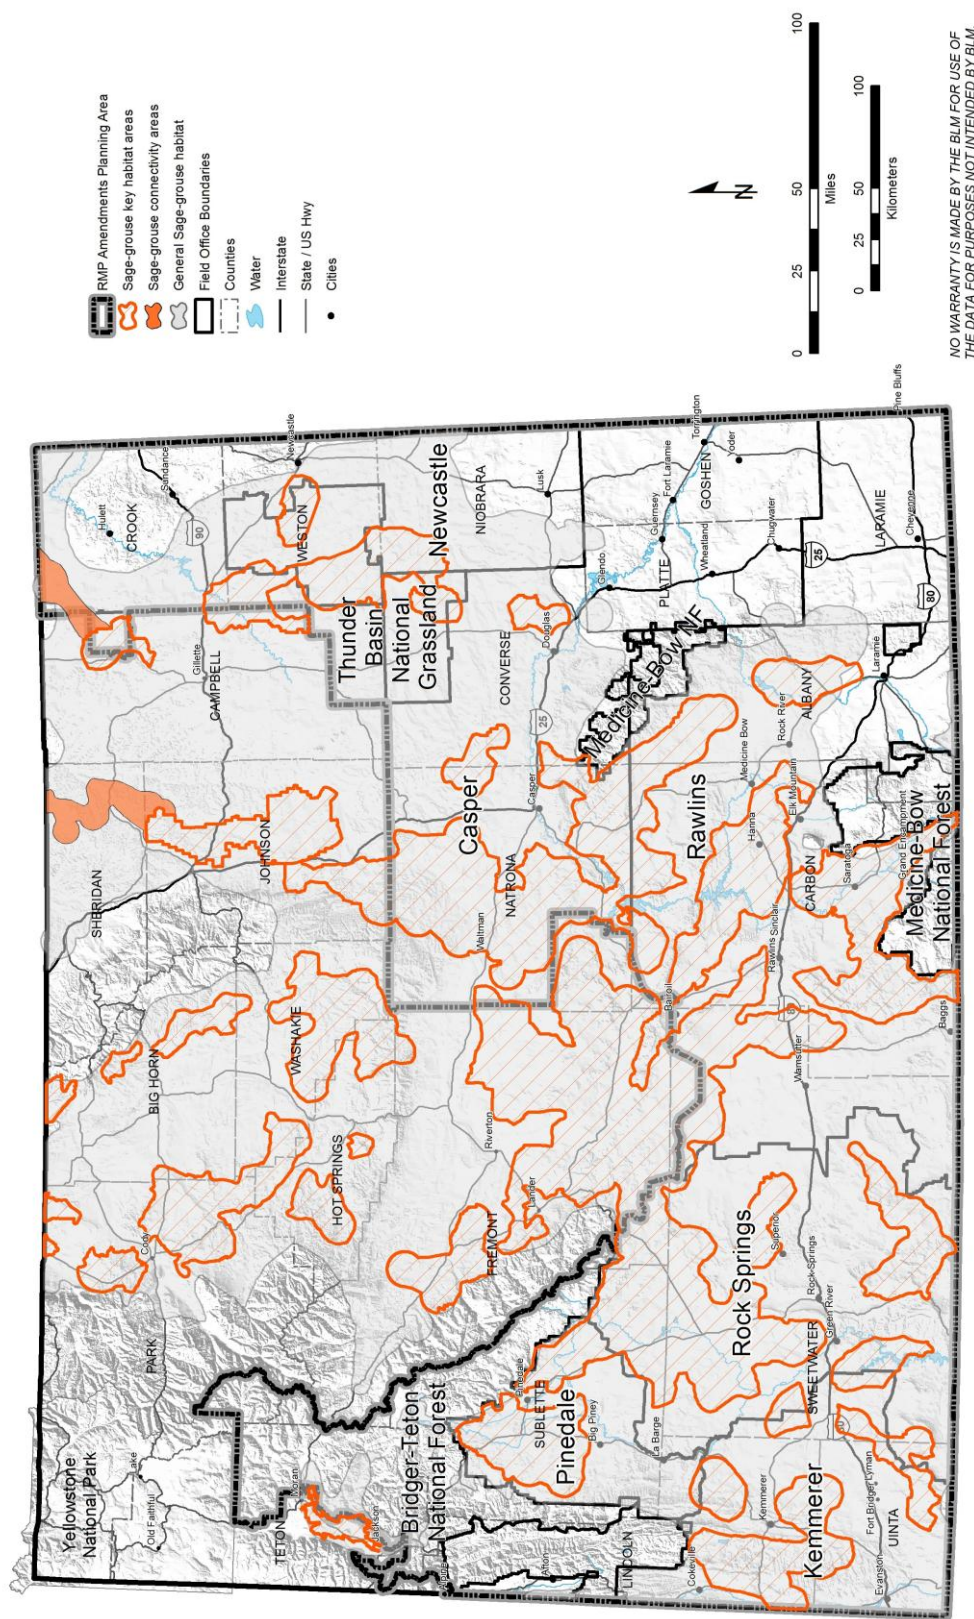 RMP Amendments Planning Area
Sage-grouse key habitat areas
Sage-grouse connectivity areas
General Sage-grouse habitat
Field Office Boundaries
Counties
Water
Interstate
State / US Hwy
Cities
N
0 25 50 100
Miles
0 25 50 100
Kilometers
NO WARRANTY IS MADE BY THE BLM FOR USE OF
THE DATA FOR PURPOSES NOT INTENDED BY BLM.
Yellowstone
National Park
Lake
Old Faithful
PARK
Cody
BIG HORN
SHERIDAN
CAMPBELL
Gillette
CROOK
Hulett
Sundance
90
TETON
Moran
Jackson
HOT SPRINGS
WASHAKIE
JOHNSON
WESTON
Newcastle
Thunder
Basin
National
Grassland
Newcastle
NIOBRARA
Lusk
Bridger-Teton
National Forest
Alpine
Afton
LINCOLN
FREMONT
Lander
Riverton
Waltman
NATRONA
Casper
Casper
CONVERSE
25
Douglas
Glendo
Pinedale
SUBLETTE
Pinedale
Big Piney
La Barge
Bairoil
Medicine-Bow NF
PLATTE
Guernsey
Fort Laramie
GOSHEN
Torrington
Yoder
Wheatland
Chugwater
Rawlins
Medicine Bow
Rock River
ALBANY
Hanna
Elk Mountain
Cokeville
Kemmerer
Kemmerer
Rock Springs
Superior
Rock Springs
SWEETWATER
Green River
Wamsutter
Rawlins
Sinclair
CARBON
Saratoga
Grand Encampment
Medicine-Bow
National Forest
Laramie
25
LARAMIE
Cheyenne
80
Pine Bluffs
Evanston
Fort Bridger
Lyman
UINTA
Baggs